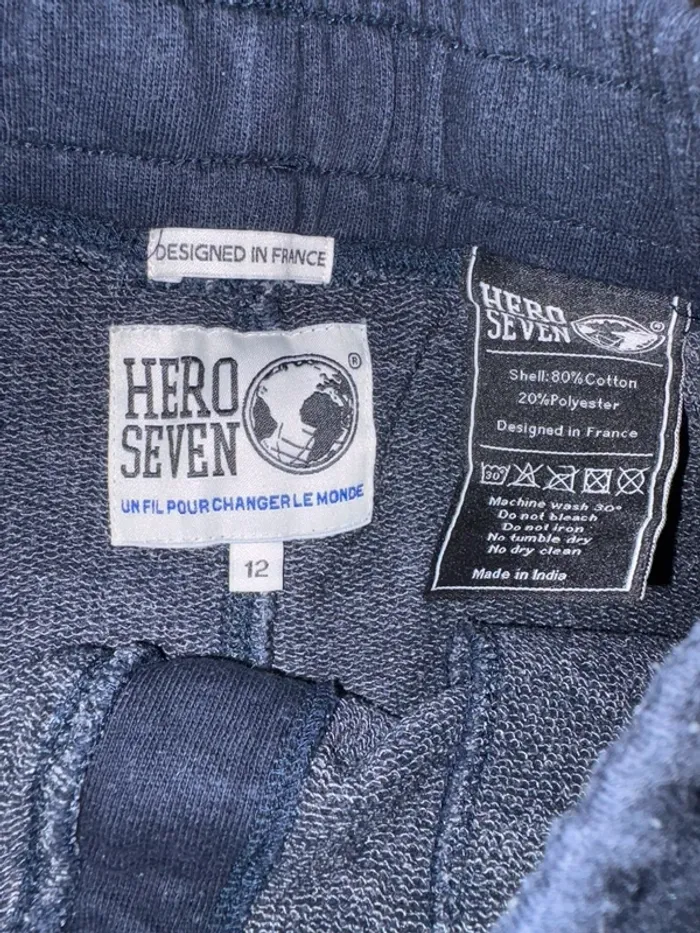 DESIGNED IN FRANCE
HERO
SEVEN
®
UN FIL POUR CHANGER LE MONDE
12
HERO
SEVEN
®
Shell:80%Cotton
20%Polyester
Designed in France
30°
Machine wash 30°
Do not bleach
Do not iron
No tumble dry
No dry clean
Made in India